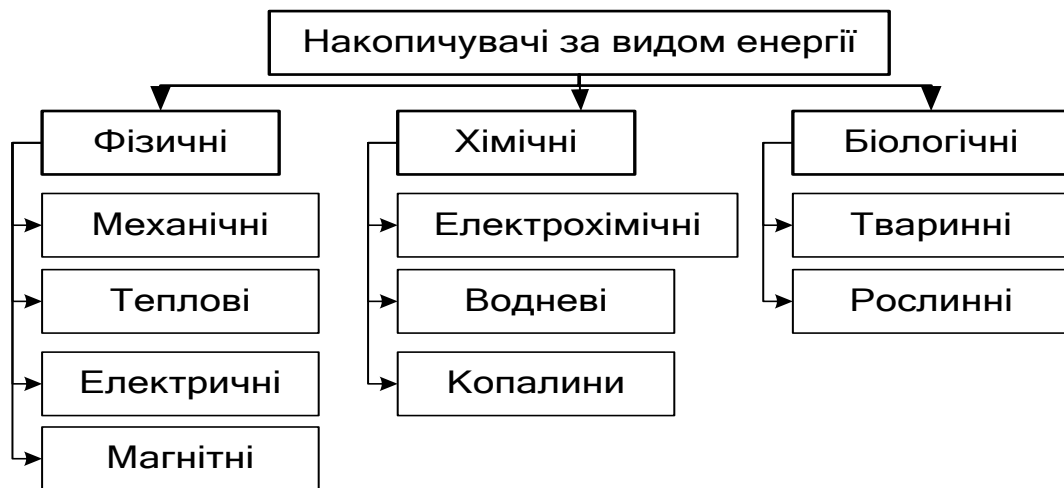 Накопичувачі за видом енергії
Фізичні
Механічні
Теплові
Електричні
Магнітні
Хімічні
Електрохімічні
Водневі
Копалини
Біологічні
Тваринні
Рослинні